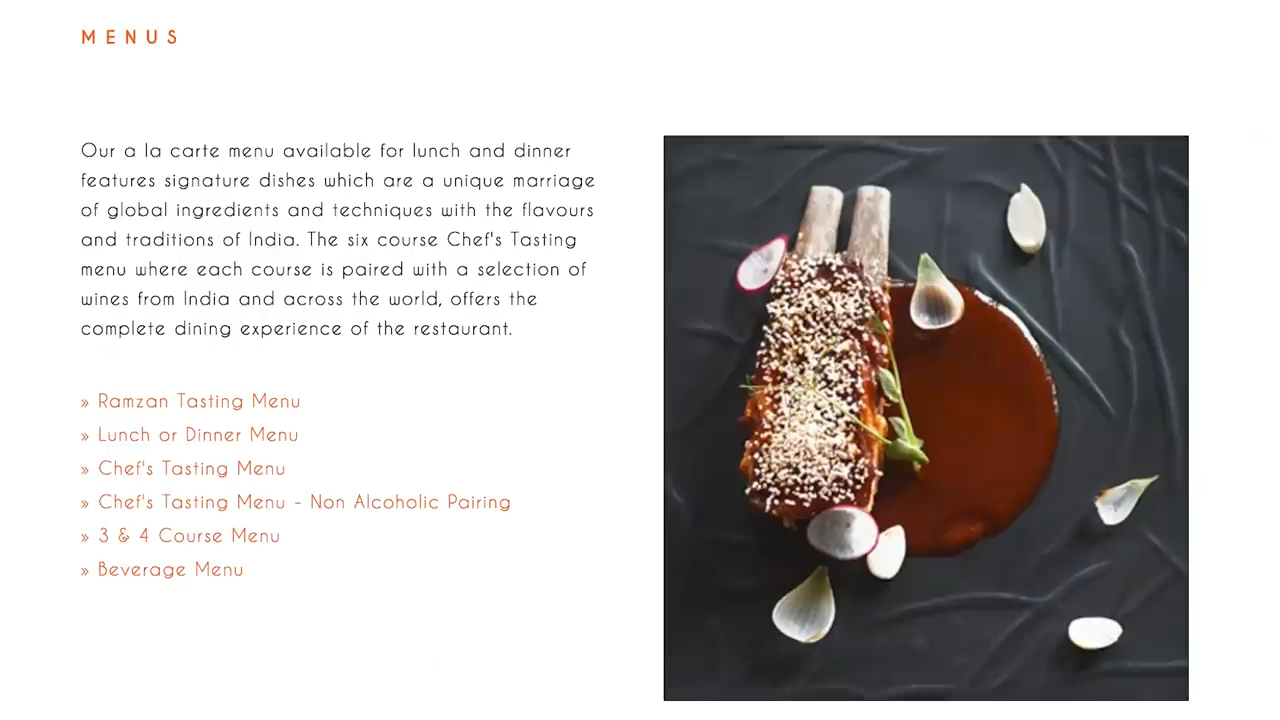 MENUS
Our a la carte menu available for lunch and dinner
features signature dishes which are a unique marriage
of global ingredients and techniques with the flavours
and traditions of India. The six course Chef's Tasting
menu where each course is paired with a selection of
wines from India and across the world, offers the
complete dining experience of the restaurant.
» Ramzan Tasting Menu
» Lunch or Dinner Menu
» Chef's Tasting Menu
» Chef's Tasting Menu - Non Alcoholic Pairing
» 3 & 4 Course Menu
» Beverage Menu